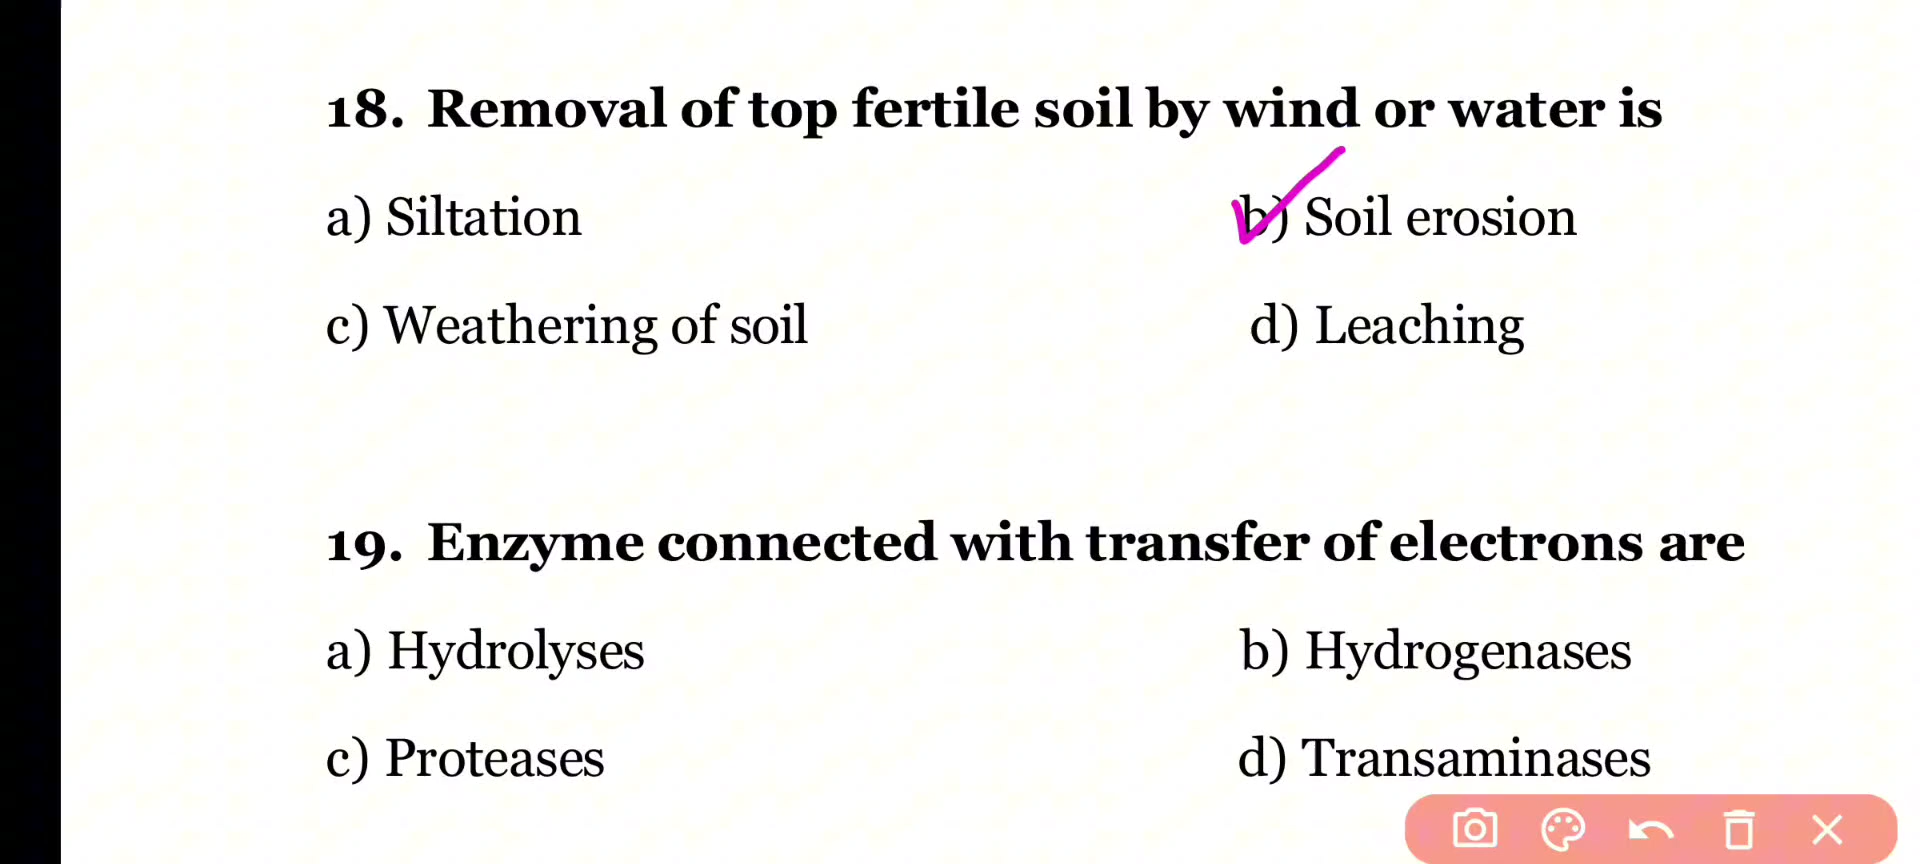 18. Removal of top fertile soil by wind or water is
a) Siltation b) Soil erosion
c) Weathering of soil d) Leaching
19. Enzyme connected with transfer of electrons are
a) Hydrolyses b) Hydrogenases
c) Proteases d) Transaminases